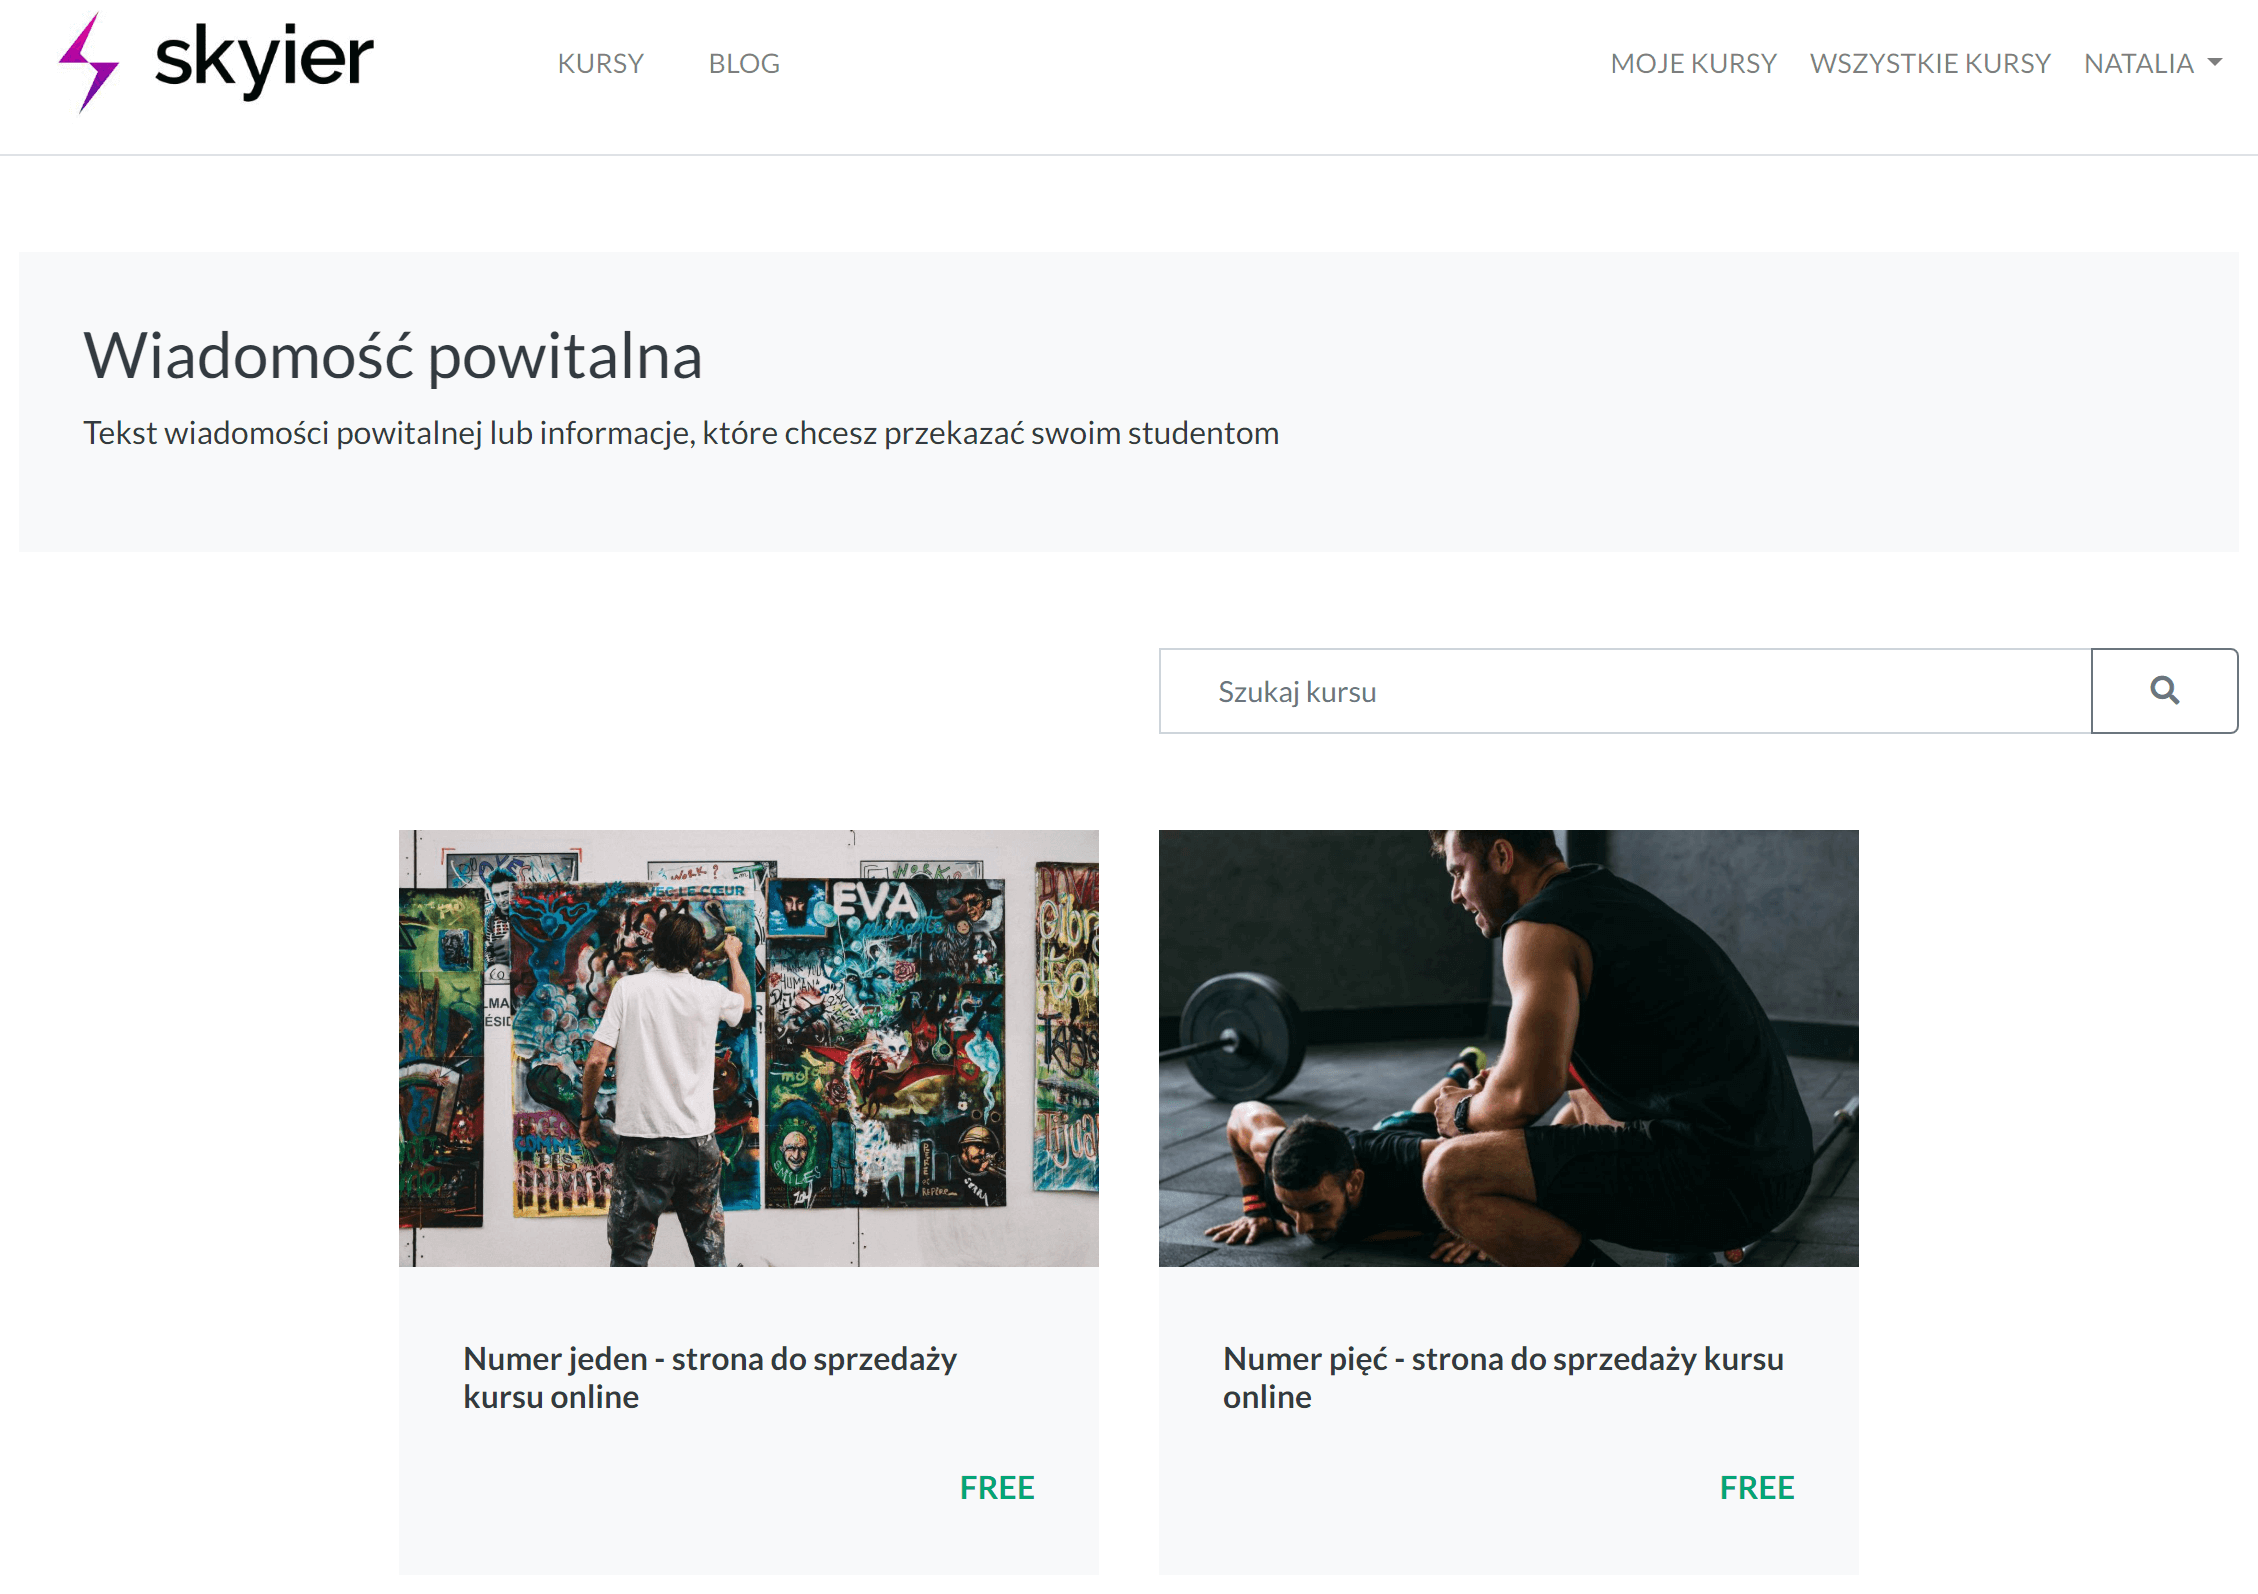 skyier
KURSY BLOG MOJE KURSY WSZYSTKIE KURSY NATALIA
Wiadomość powitalna
Tekst wiadomości powitalnej lub informacje, które chcesz przekazać swoim studentom
Szukaj kursu
EVA
Numer jeden - strona do sprzedaży
kursu online
FREE
Numer pięć - strona do sprzedaży kursu
online
FREE